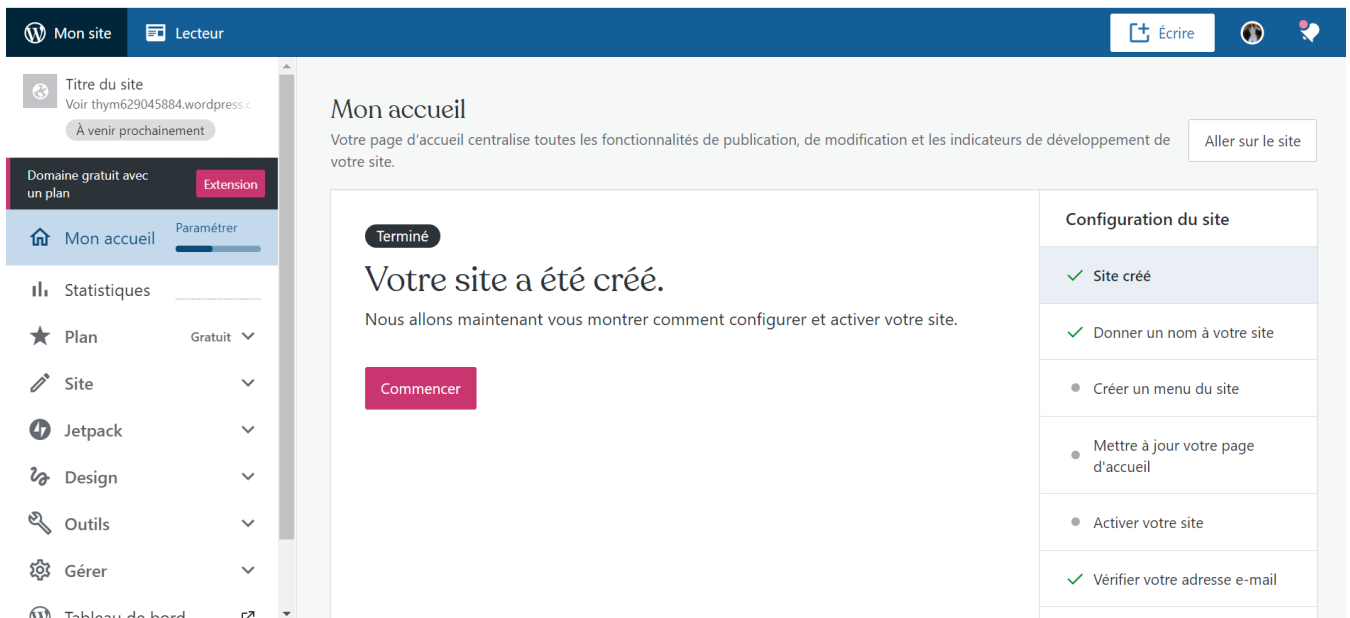 Mon site
Lecteur
Écrire
Titre du site
Voir thym629045884.wordpress.c
À venir prochainement
Domaine gratuit avec
un plan
Extension
Mon accueil
Paramétrer
Statistiques
Plan
Gratuit
Site
Jetpack
Design
Outils
Gérer
Tableau de bord
Mon accueil
Votre page d'accueil centralise toutes les fonctionnalités de publication, de modification et les indicateurs de développement de
votre site.
Aller sur le site
Terminé
Votre site a été créé.
Nous allons maintenant vous montrer comment configurer et activer votre site.
Commencer
Configuration du site
Site créé
Donner un nom à votre site
Créer un menu du site
Mettre à jour votre page
d'accueil
Activer votre site
Vérifier votre adresse e-mail